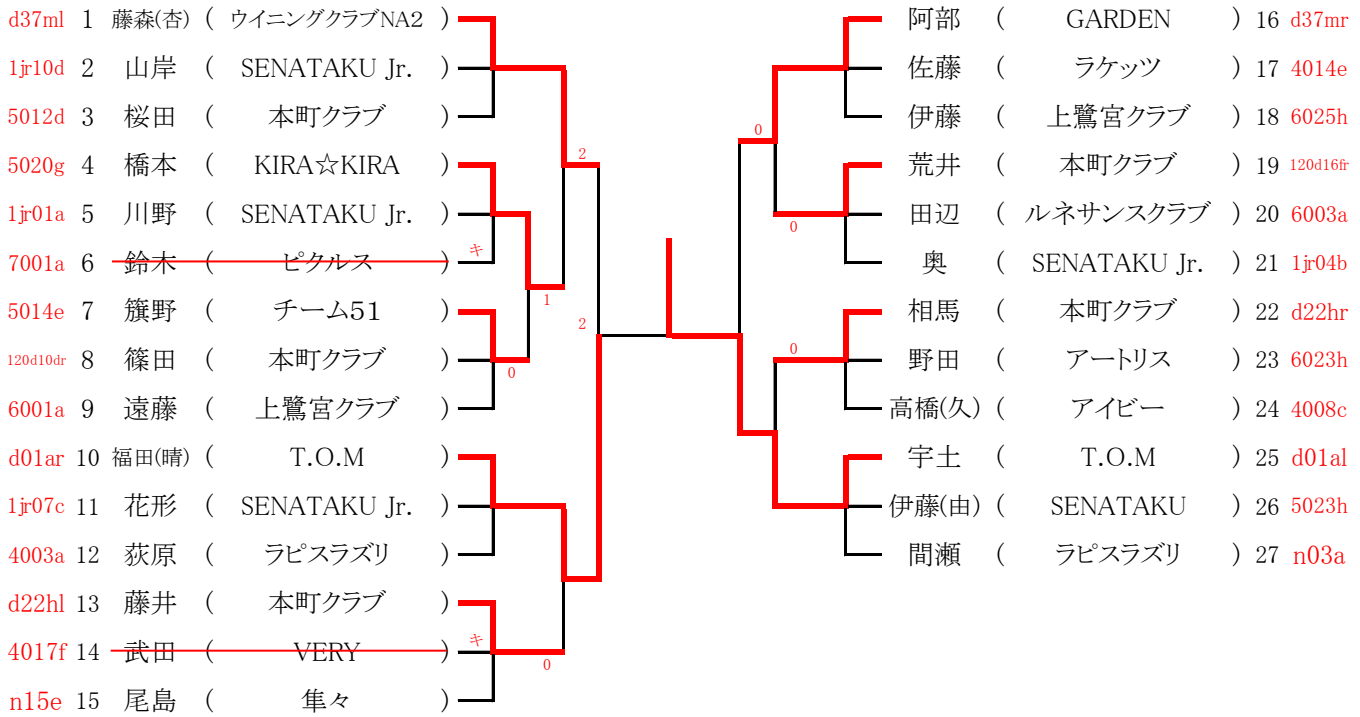 d37ml 1 藤森(杏) ( ウイニングクラブNA2 )
1jr10d 2 山岸 ( SENATAKU Jr. )
5012d 3 桜田 ( 本町クラブ )
5020g 4 橋本 ( KIRA☆KIRA )
1jr01a 5 川野 ( SENATAKU Jr. )
7001a 6 鈴木 ( ピクルス )
5014e 7 籏野 ( チーム51 )
120d10dr 8 篠田 ( 本町クラブ )
6001a 9 遠藤 ( 上鷺宮クラブ )
d01ar 10 福田(晴) ( T.O.M )
1jr07c 11 花形 ( SENATAKU Jr. )
4003a 12 荻原 ( ラピスラズリ )
d22hl 13 藤井 ( 本町クラブ )
4017f 14 武田 ( VERY )
n15e 15 尾島 ( 隼々 )
2
キ
1
0
2
キ
0
阿部 ( GARDEN ) 16 d37mr
佐藤 ( ラケッツ ) 17 4014e
伊藤 ( 上鷺宮クラブ ) 18 6025h
荒井 ( 本町クラブ ) 19 120d16fr
田辺 ( ルネサンスクラブ ) 20 6003a
奥 ( SENATAKU Jr. ) 21 1jr04b
相馬 ( 本町クラブ ) 22 d22hr
野田 ( アートリス ) 23 6023h
高橋(久) ( アイビー ) 24 4008c
宇土 ( T.O.M ) 25 d01al
伊藤(由) ( SENATAKU ) 26 5023h
間瀬 ( ラピスラズリ ) 27 n03a
0
0
0